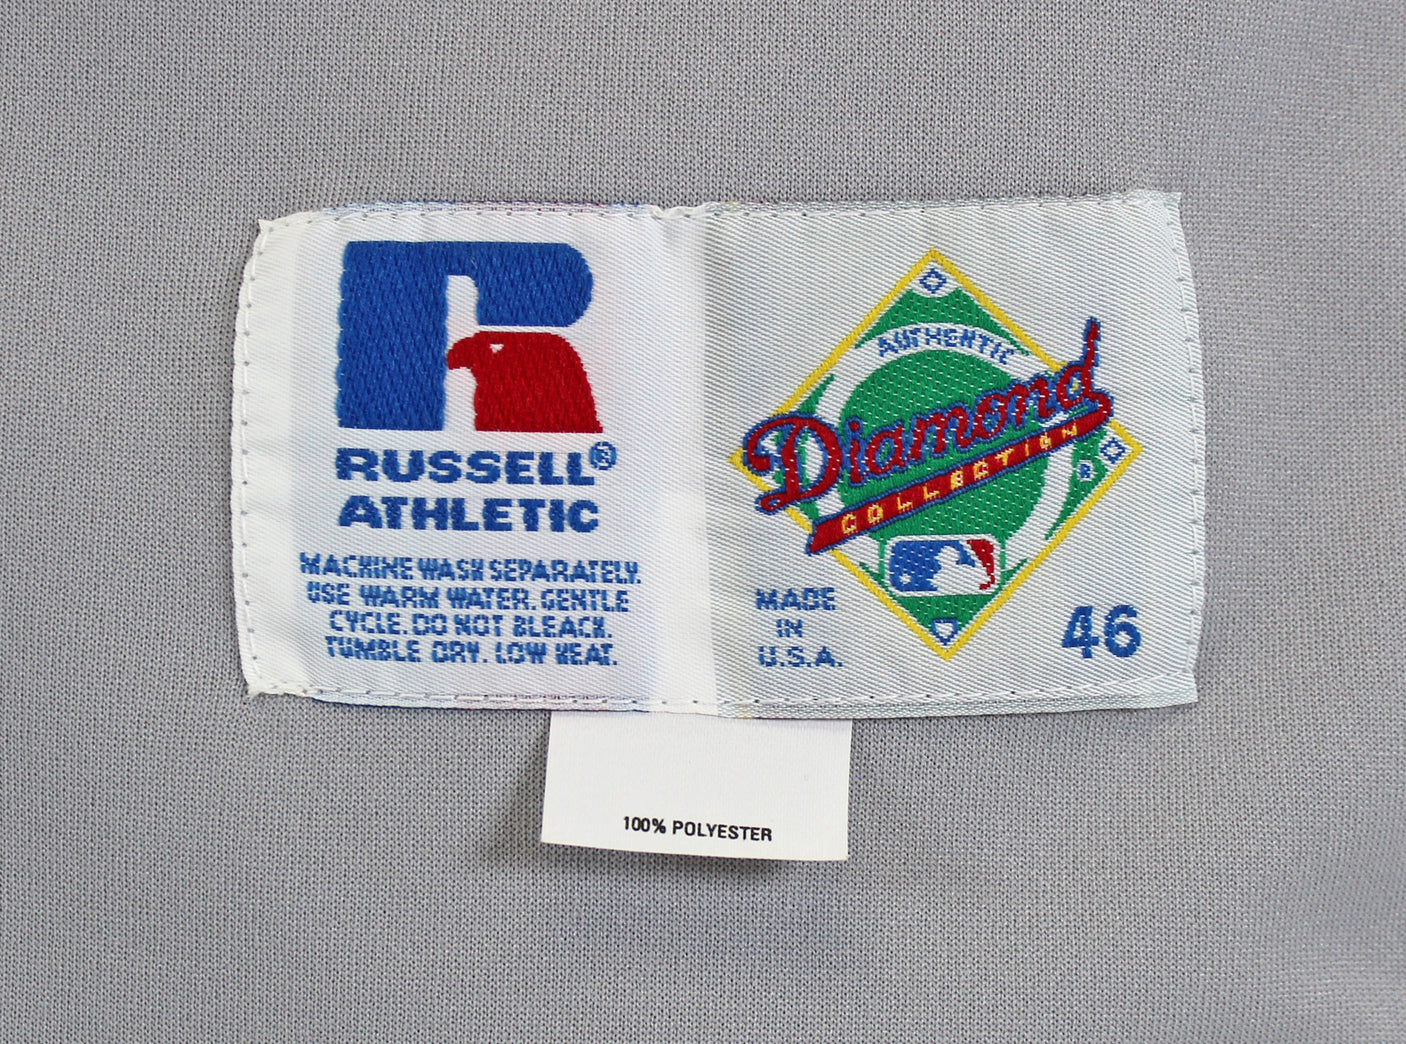 RUSSELL®
ATHLETIC
MACHINE WASH SEPARATELY.
USE WARM WATER. GENTLE
CYCLE. DO NOT BLEACH.
TUMBLE DRY. LOW HEAT.
AUTHENTIC
Diamond
COLLECTION
MADE
IN
U.S.A.
46
100% POLYESTER